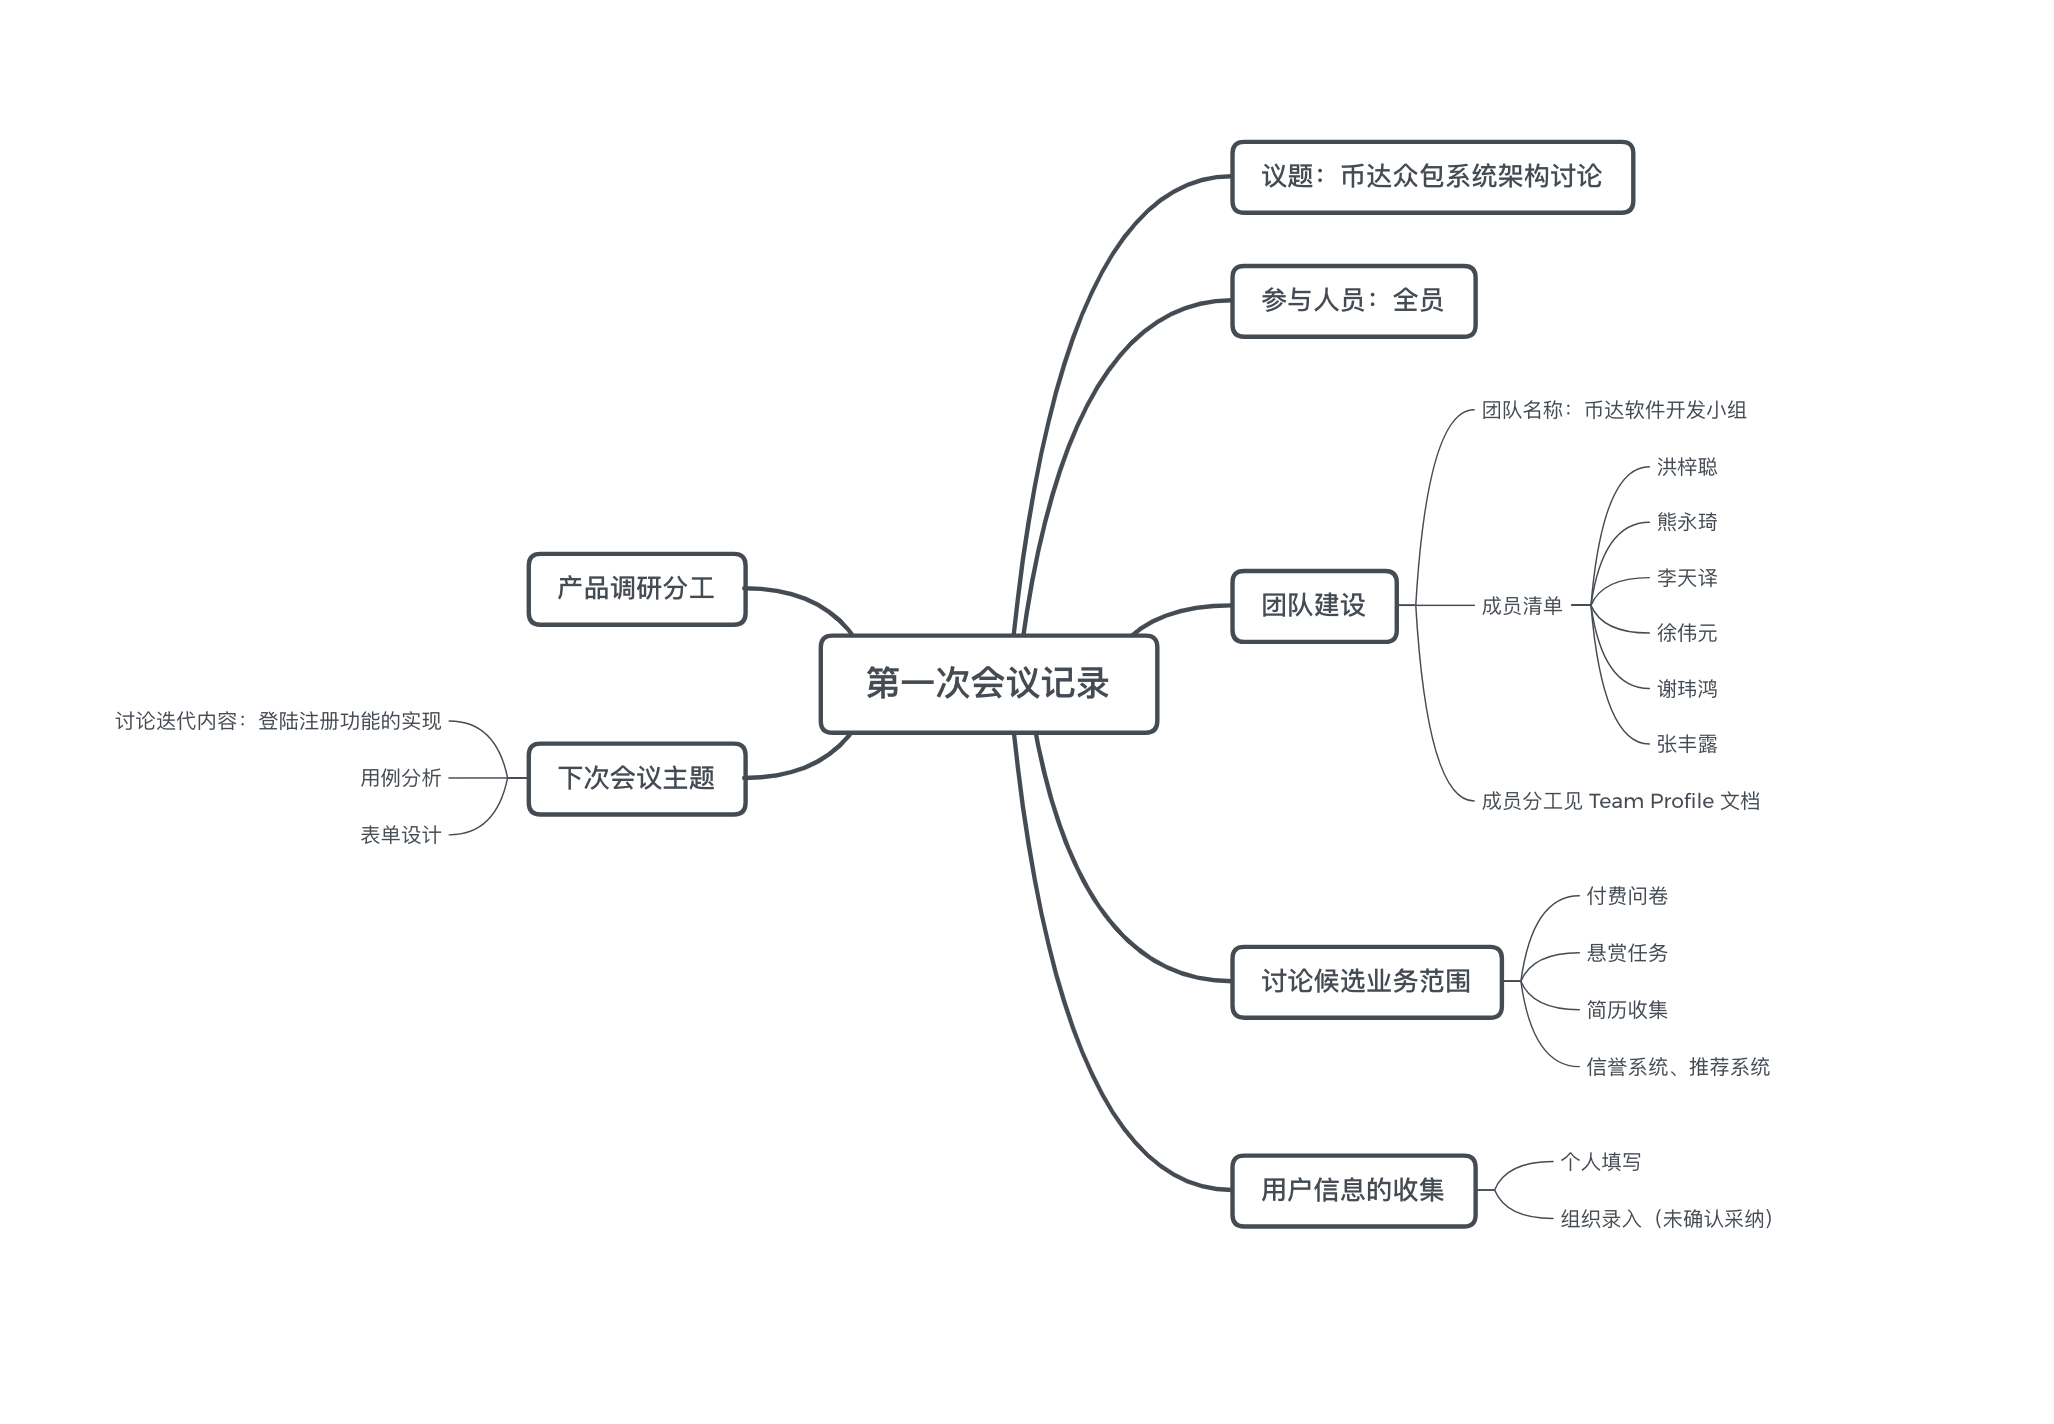 第一次会议记录
议题：币达众包系统架构讨论
参与人员：全员
团队建设
团队名称：币达软件开发小组
成员清单
洪梓聪
熊永琦
李天译
徐伟元
谢玮鸿
张丰露
成员分工见 Team Profile 文档
讨论候选业务范围
付费问卷
悬赏任务
简历收集
信誉系统、推荐系统
用户信息的收集
个人填写
组织录入（未确认采纳）
产品调研分工
下次会议主题
讨论迭代内容：登陆注册功能的实现
用例分析
表单设计